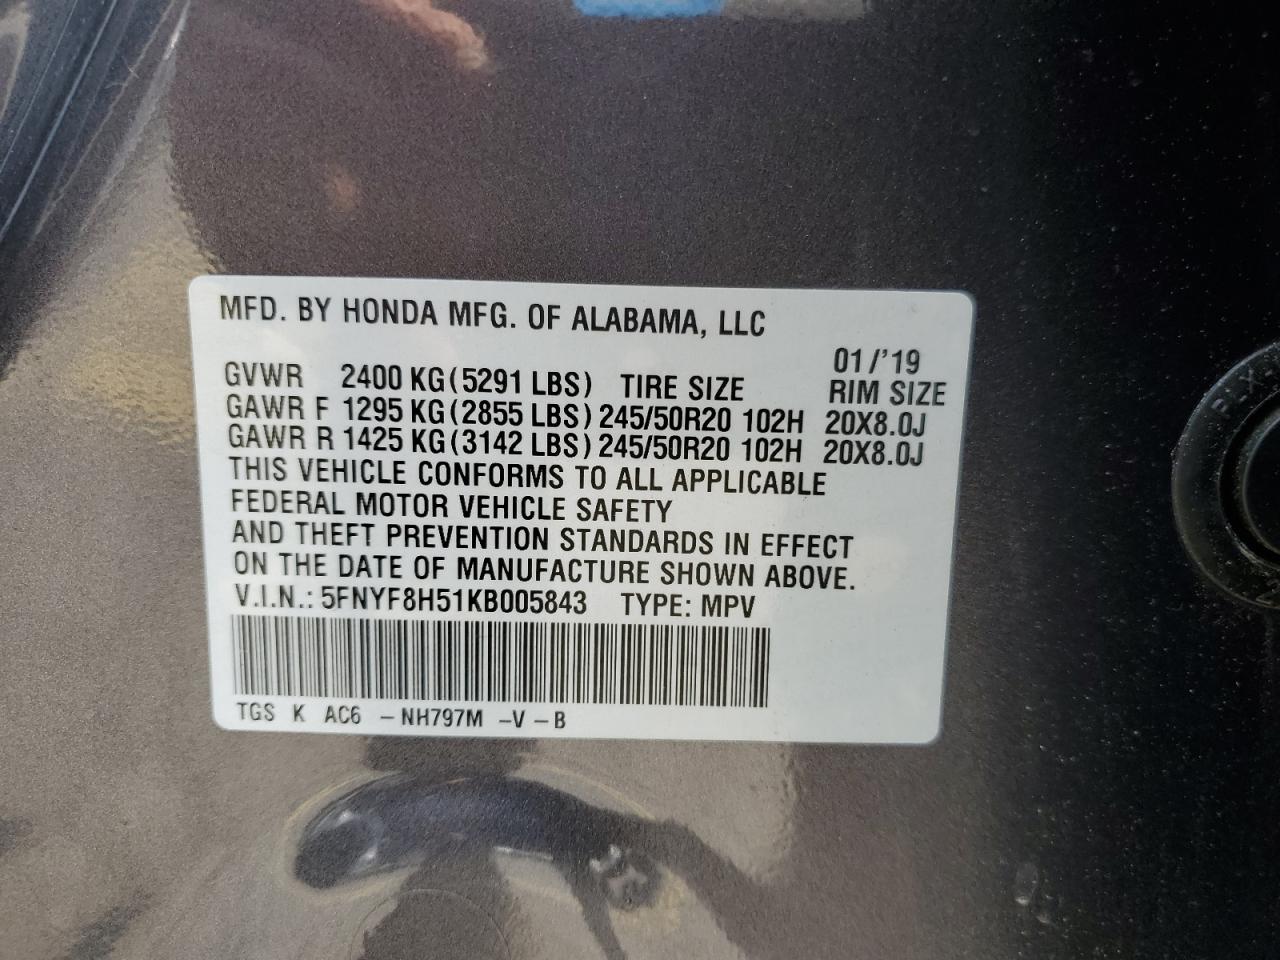 MFD. BY HONDA MFG. OF ALABAMA, LLC
01/'19
GVWR 2400 KG(5291 LBS) TIRE SIZE RIM SIZE
GAWR F 1295 KG(2855 LBS) 245/50R20 102H 20X8.0J
GAWR R 1425 KG(3142 LBS) 245/50R20 102H 20X8.0J
THIS VEHICLE CONFORMS TO ALL APPLICABLE
FEDERAL MOTOR VEHICLE SAFETY
AND THEFT PREVENTION STANDARDS IN EFFECT
ON THE DATE OF MANUFACTURE SHOWN ABOVE.
V.I.N.: 5FNYF8H51KB005843 TYPE: MPV
TGS K AC6 -NH797M -V -B